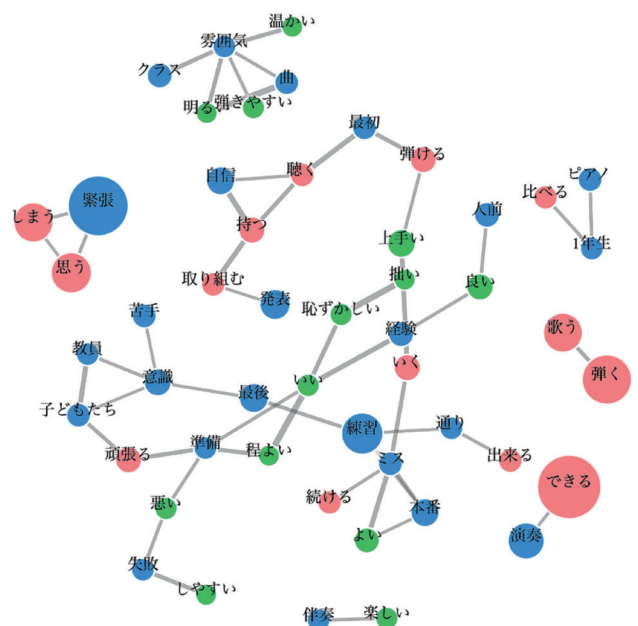 温かい
雰囲気
クラス
曲
明るい
弾きやすい
最初
弾ける
聴く
自信
持つ
取り組む
発表
緊張
しまう
思う
ピアノ
比べる
1年生
人前
上手い
拙い
良い
恥ずかしい
経験
いく
いい
苦手
教員
意識
子どもたち
最後
頑張る
準備
程よい
練習
通り
出来る
ミス
続ける
本番
よい
悪い
失敗
しやすい
歌う
弾く
できる
演奏
伴奏
楽しい